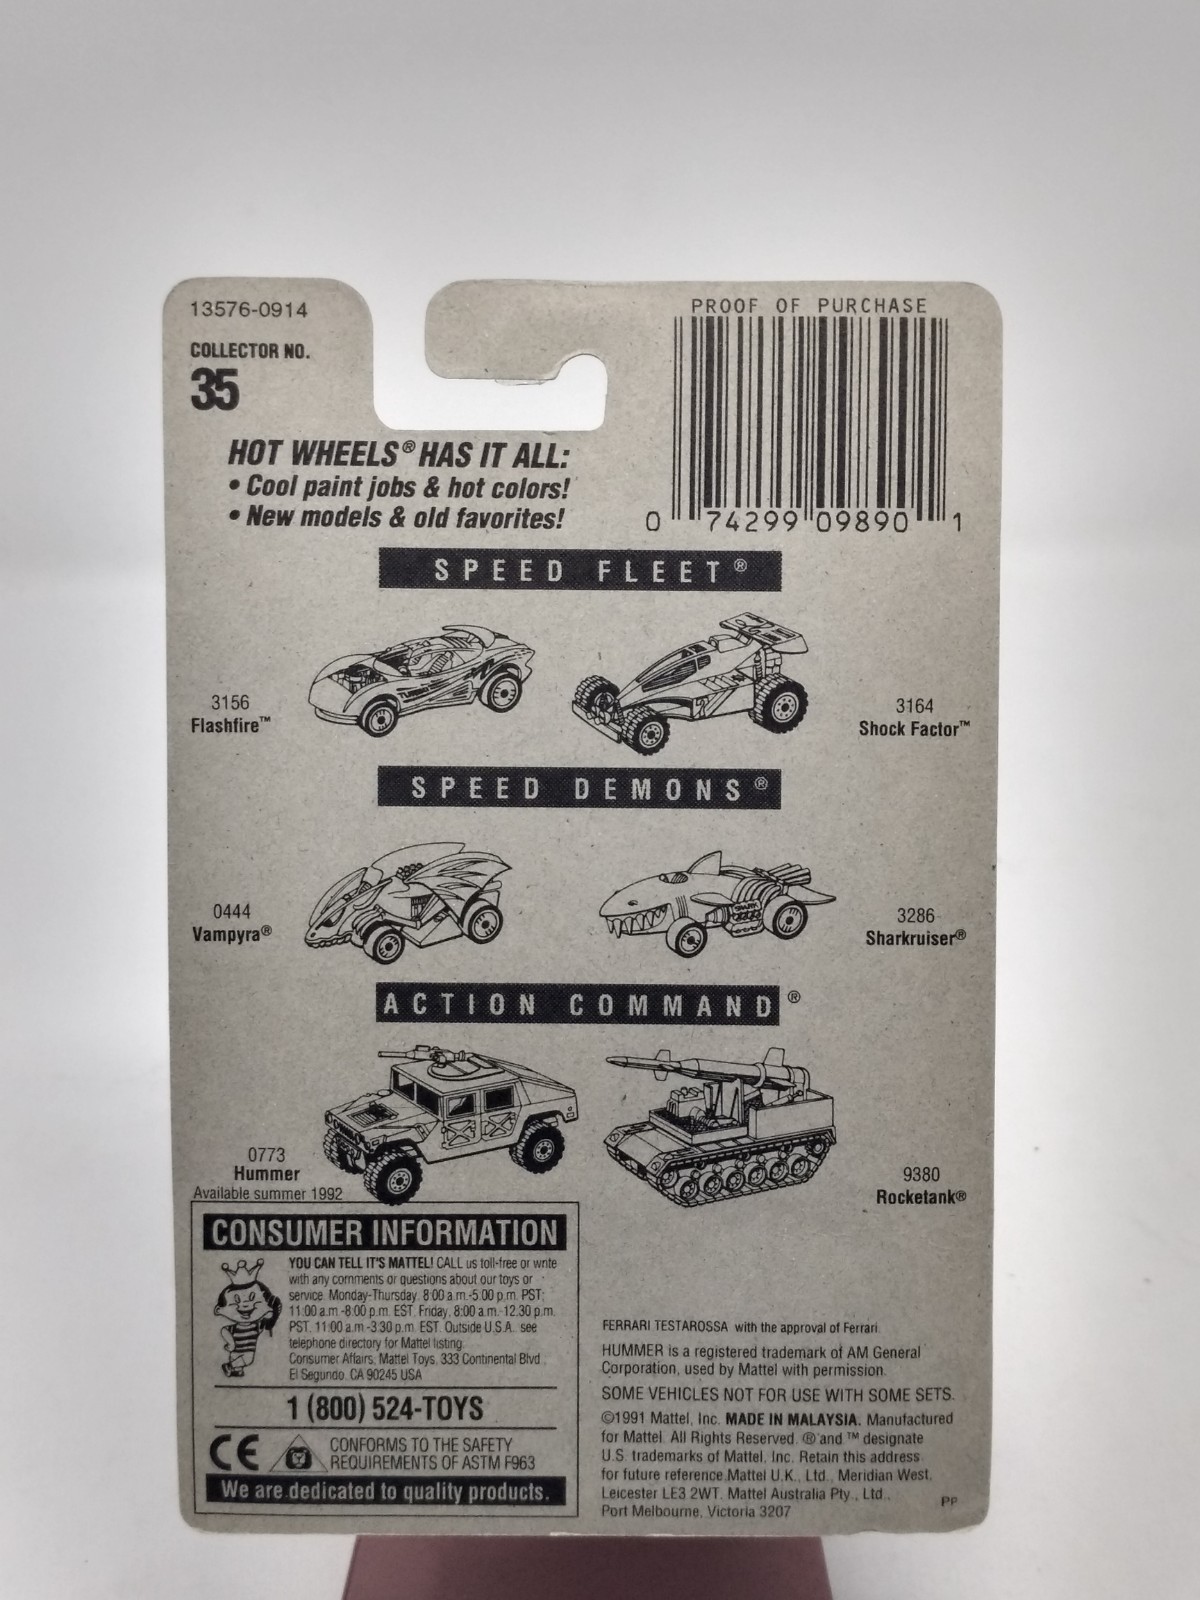 13576-0914
COLLECTOR NO.
35
PROOF OF PURCHASE
0 74299 09890 1
HOT WHEELS® HAS IT ALL:
• Cool paint jobs & hot colors!
• New models & old favorites!
SPEED FLEET®
3156
Flashfire™
3164
Shock Factor™
SPEED DEMONS®
0444
Vampyra®
3286
Sharkruiser®
ACTION COMMAND®
0773
Hummer
Available summer 1992
9380
Rocketank®
CONSUMER INFORMATION
YOU CAN TELL IT'S MATTEL! CALL us toll-free or write
with any comments or questions about our toys or
service. Monday-Thursday, 8:00 a.m.-5:00 p.m. PST;
11:00 a.m.-8:00 p.m. EST. Friday, 8:00 a.m.-12:30 p.m.
PST, 11:00 a.m.-3:30 p.m. EST. Outside U.S.A. see
telephone directory for Mattel listing.
Consumer Affairs, Mattel Toys, 333 Continental Blvd.,
El Segundo, CA 90245 USA
1 (800) 524-TOYS
CE
CONFORMS TO THE SAFETY
REQUIREMENTS OF ASTM F963
We are dedicated to quality products.
FERRARI TESTAROSSA with the approval of Ferrari.
HUMMER is a registered trademark of AM General
Corporation, used by Mattel with permission.
SOME VEHICLES NOT FOR USE WITH SOME SETS.
©1991 Mattel, Inc. MADE IN MALAYSIA. Manufactured
for Mattel. All Rights Reserved. ® and ™ designate
U.S. trademarks of Mattel, Inc. Retain this address
for future reference.Mattel U.K., Ltd., Meridian West,
Leicester LE3 2WT. Mattel Australia Pty., Ltd.,
Port Melbourne, Victoria 3207
PP